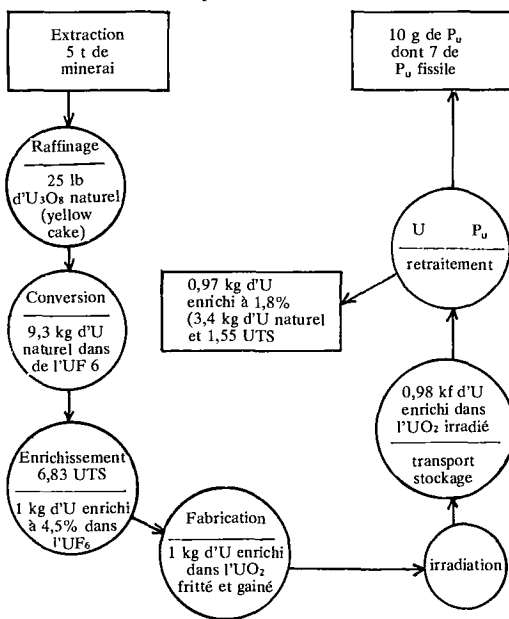 Extraction
5 t de
minerai
Raffinage
25 lb
d'U₃O₈ naturel
(yellow
cake)
Conversion
9,3 kg d'U
naturel dans
de l'UF 6
Enrichissement
6,83 UTS
1 kg d'U enrichi
à 4,5% dans
l'UF₆
Fabrication
1 kg d'U enrichi
dans l'UO₂
fritté et gainé
irradiation
0,98 kf d'U
enrichi dans
l'UO₂ irradié
transport
stockage
U Pᵤ
retraitement
0,97 kg d'U
enrichi à 1,8%
(3,4 kg d'U naturel
et 1,55 UTS
10 g de Pᵤ
dont 7 de
Pᵤ fissile